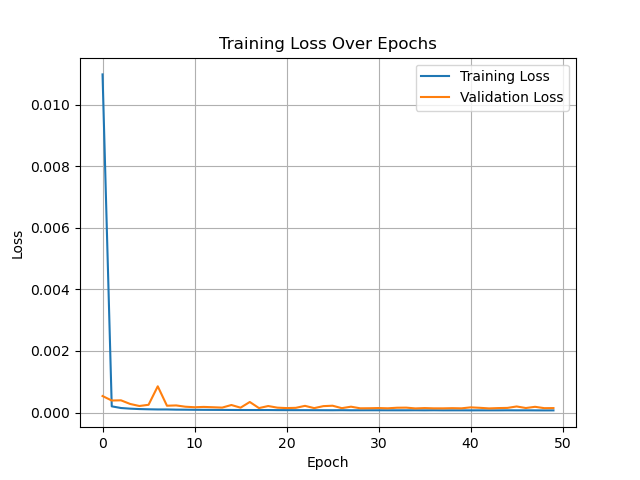 Training Loss Over Epochs
Training Loss
Validation Loss
0.010
0.008
0.006
0.004
0.002
0.000
Loss
0 10 20 30 40 50
Epoch